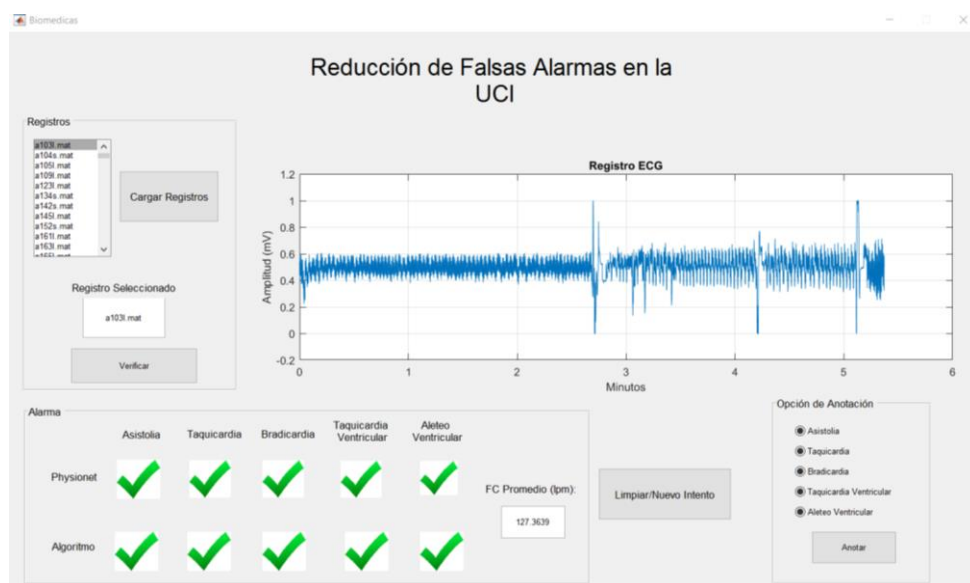 Biomedicas
Reducción de Falsas Alarmas en la
UCI
Registros
a103l.mat
a104s.mat
a105l.mat
a109l.mat
a123l.mat
a134s.mat
a142s.mat
a145l.mat
a152s.mat
a161l.mat
a163l.mat
a165l.mat
Cargar Registros
Registro Seleccionado
a103l.mat
Verificar
Registro ECG
Amplitud (mV)
1.2
1
0.8
0.6
0.4
0.2
0
-0.2
0 1 2 3 4 5 6
Minutos
Alarma
Asistolia Taquicardia Bradicardia Taquicardia Ventricular Aleteo Ventricular
Physionet
Algoritmo
FC Promedio (lpm):
127.3639
Limpiar/Nuevo Intento
Opción de Anotación
Asistolia
Taquicardia
Bradicardia
Taquicardia Ventricular
Aleteo Ventricular
Anotar